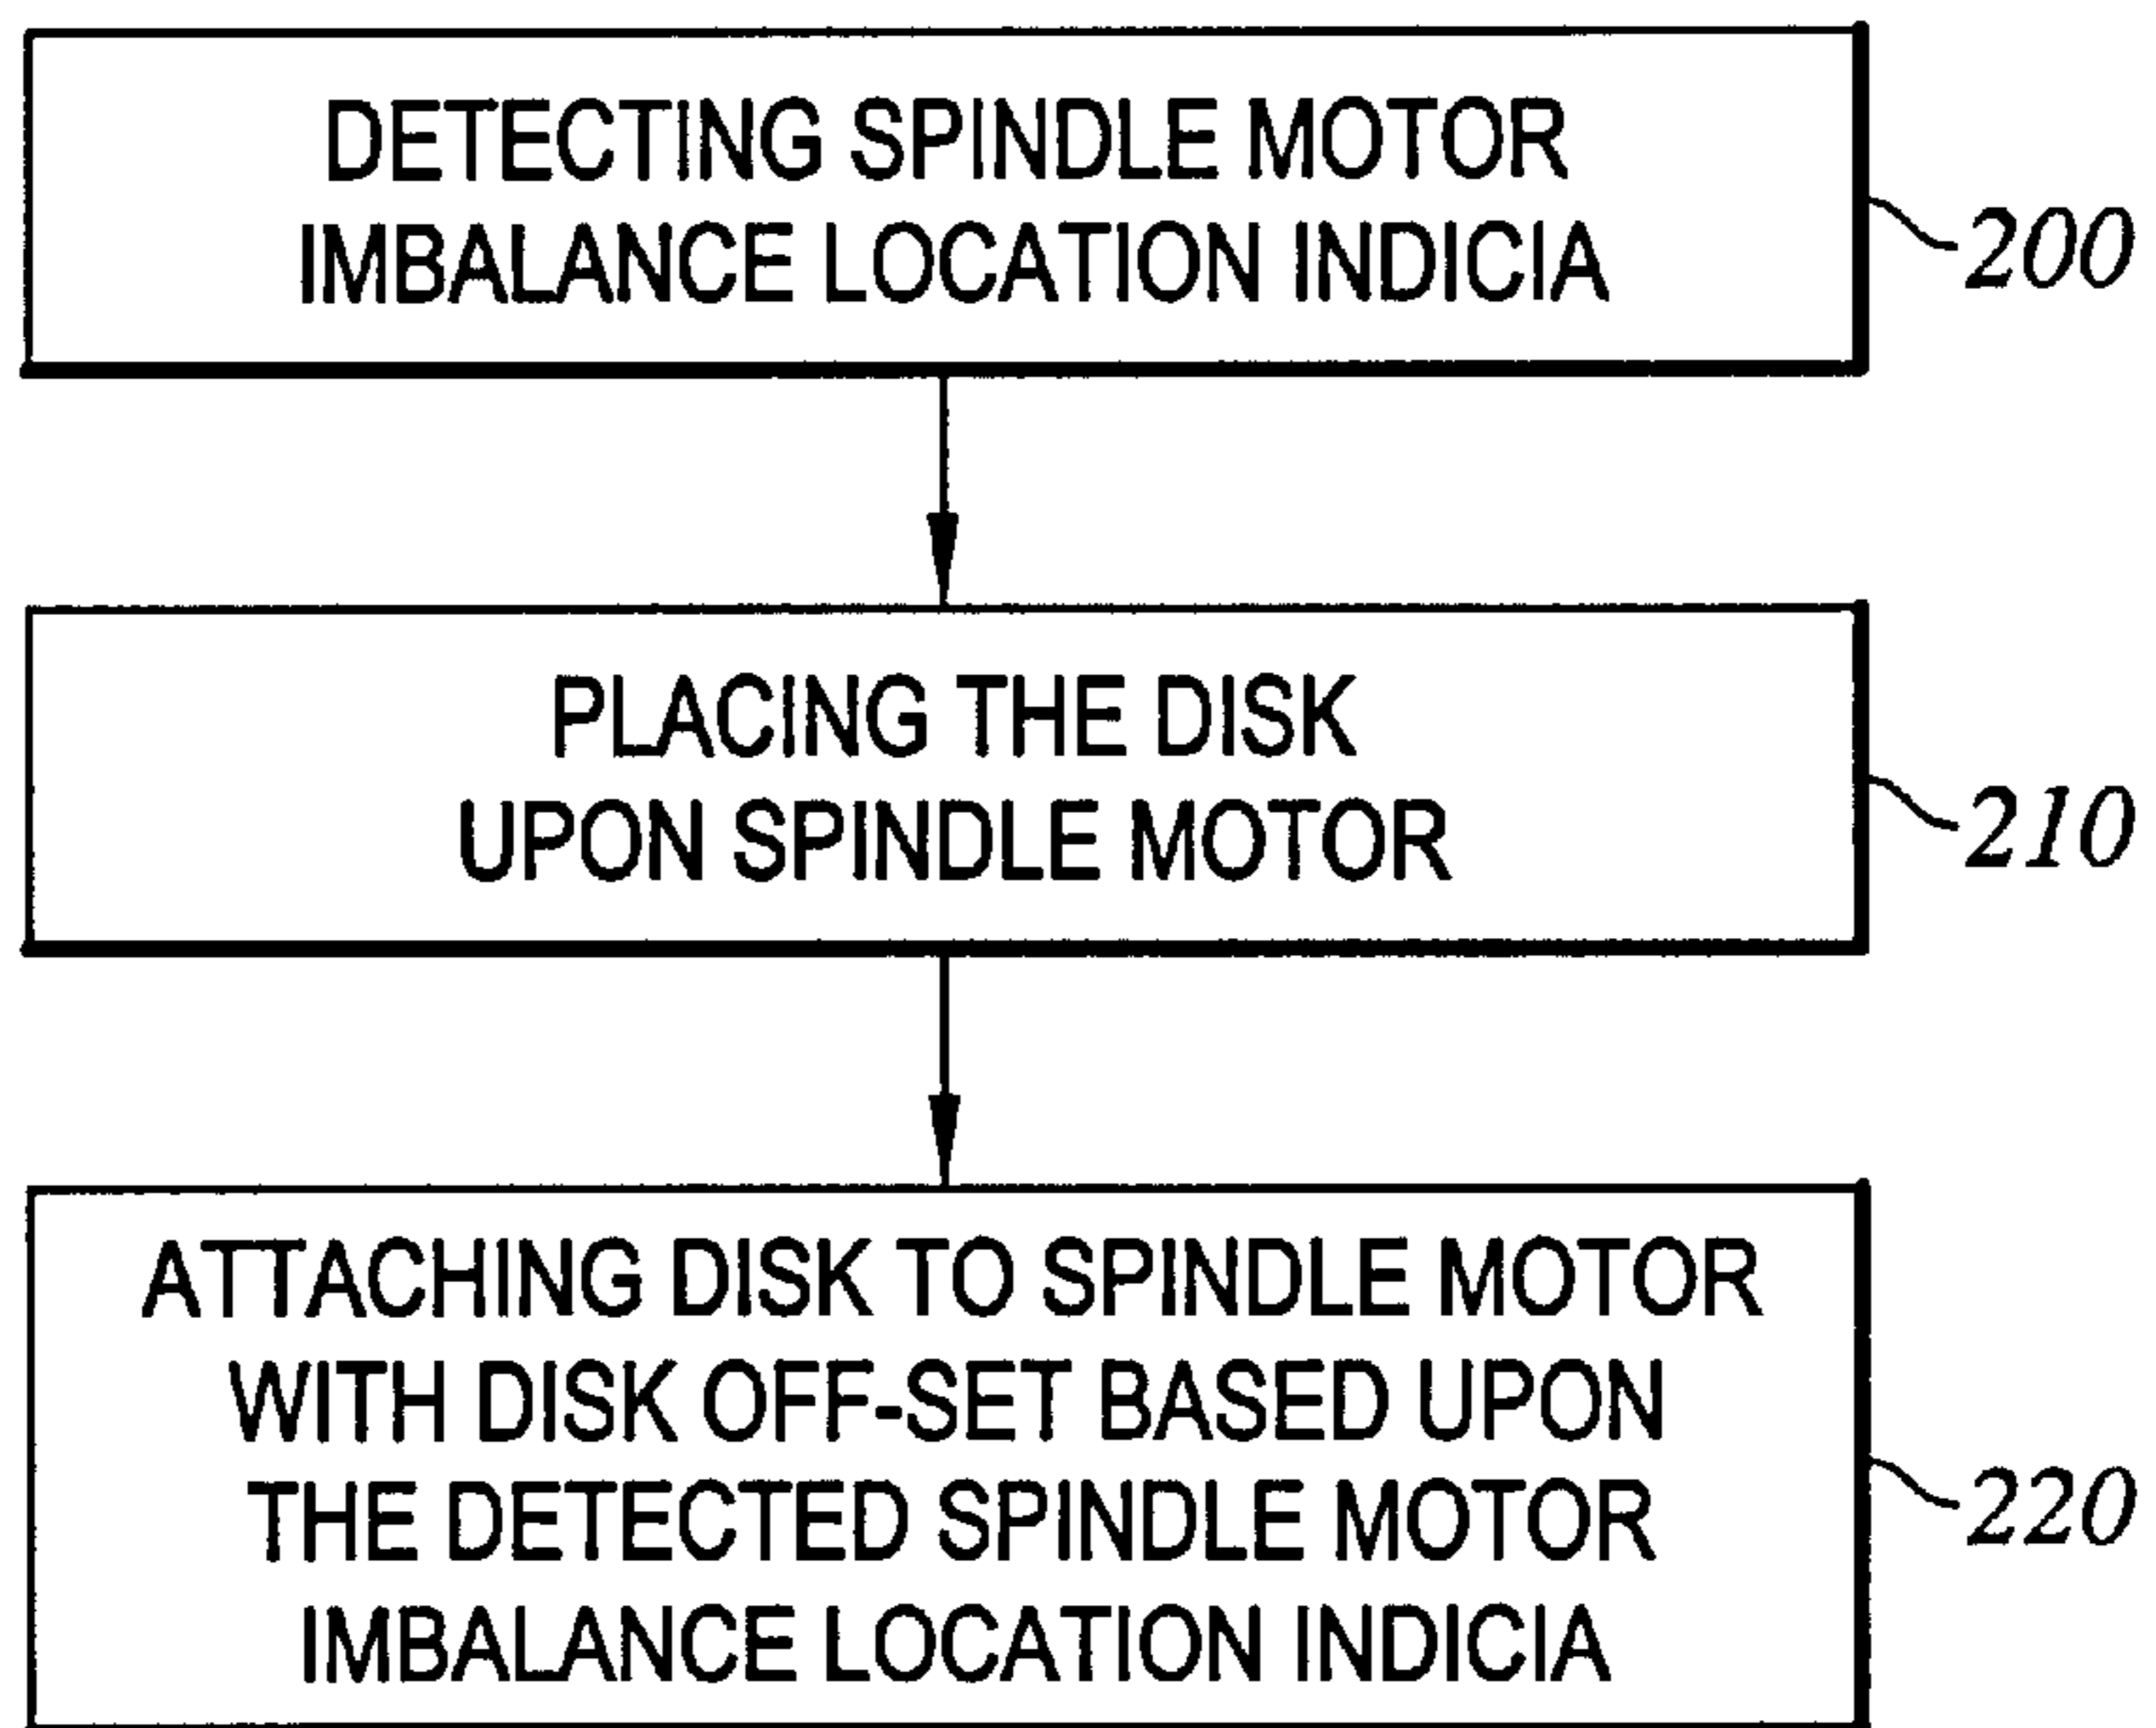 DETECTING SPINDLE MOTOR
IMBALANCE LOCATION INDICIA
200
PLACING THE DISK
UPON SPINDLE MOTOR
210
ATTACHING DISK TO SPINDLE MOTOR
WITH DISK OFF-SET BASED UPON
THE DETECTED SPINDLE MOTOR
IMBALANCE LOCATION INDICIA
220